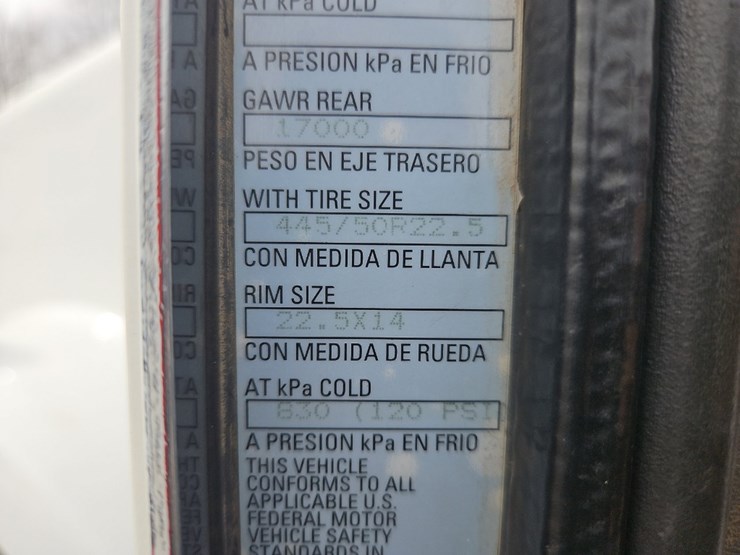 AT kPa COLD
A PRESION kPa EN FRIO
GAWR REAR
17000
PESO EN EJE TRASERO
WITH TIRE SIZE
445/50R22.5
CON MEDIDA DE LLANTA
RIM SIZE
22.5X14
CON MEDIDA DE RUEDA
AT kPa COLD
830 (120 PSI
A PRESION kPa EN FRIO
THIS VEHICLE
CONFORMS TO ALL
APPLICABLE U.S.
FEDERAL MOTOR
VEHICLE SAFETY
STANDARDS IN